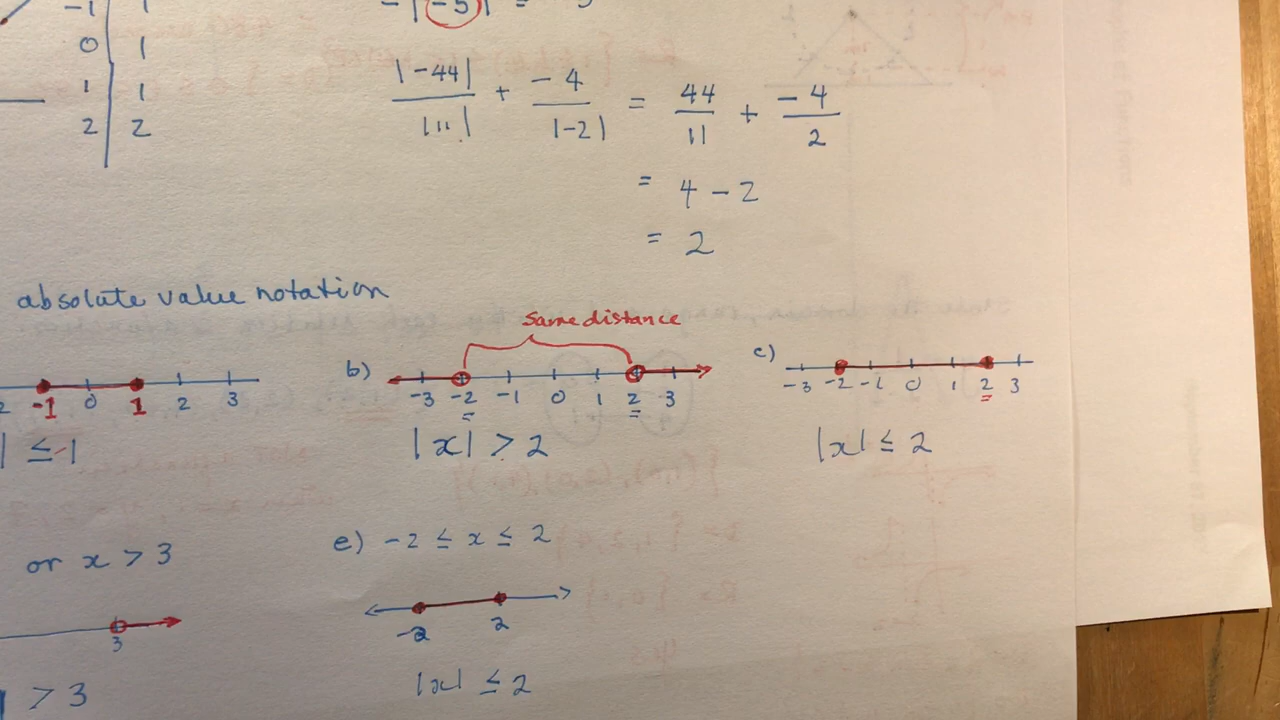 -1 1
0 1
1 1
2 2
-|-5| =
|-44| / |11| + -4 / |-2| = 44 / 11 + -4 / 2
= 4 - 2
= 2
absolute value notation
Same distance
2 -1 0 1 2 3
b) -3 -2 -1 0 1 2 3
c) -3 -2 -1 0 1 2 3
| ≤ 1
|x| > 2
|x| ≤ 2
or x > 3
e) -2 ≤ x ≤ 2
3
-2 2
| > 3
|x| ≤ 2